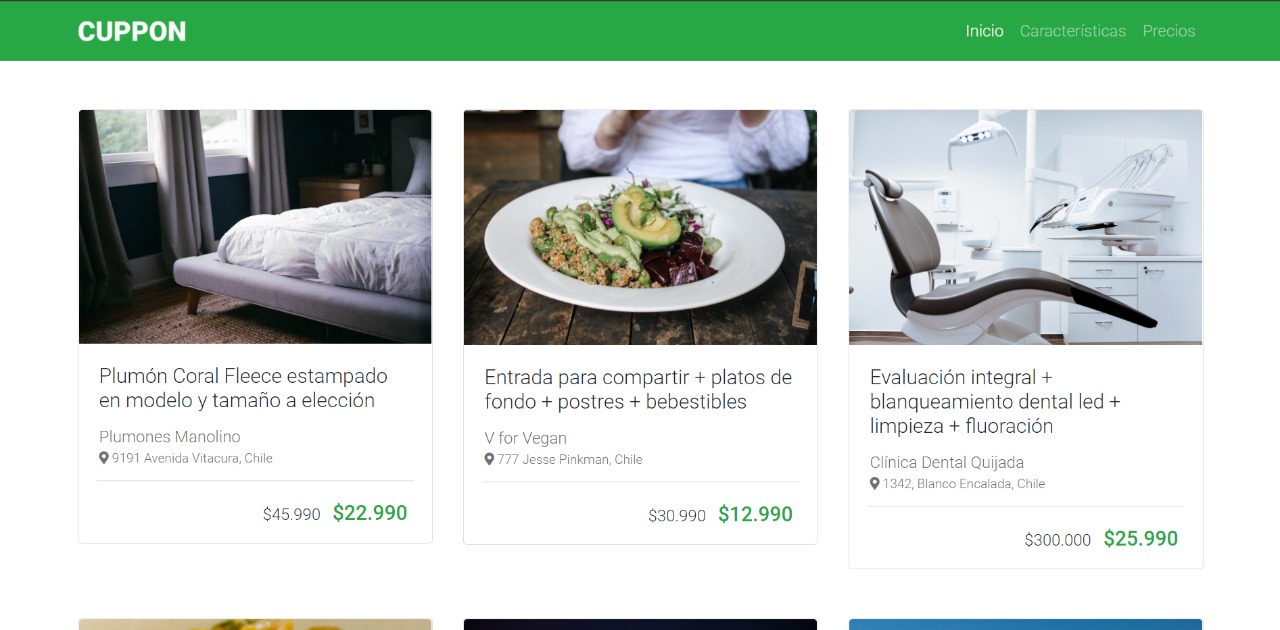 CUPPON
Inicio Características Precios
Plumón Coral Fleece estampado
en modelo y tamaño a elección
Plumones Manolino
9191 Avenida Vitacura, Chile
$45.990 $22.990
Entrada para compartir + platos de
fondo + postres + bebestibles
V for Vegan
777 Jesse Pinkman, Chile
$30.990 $12.990
Evaluación integral +
blanqueamiento dental led +
limpieza + fluoración
Clínica Dental Quijada
1342, Blanco Encalada, Chile
$300.000 $25.990